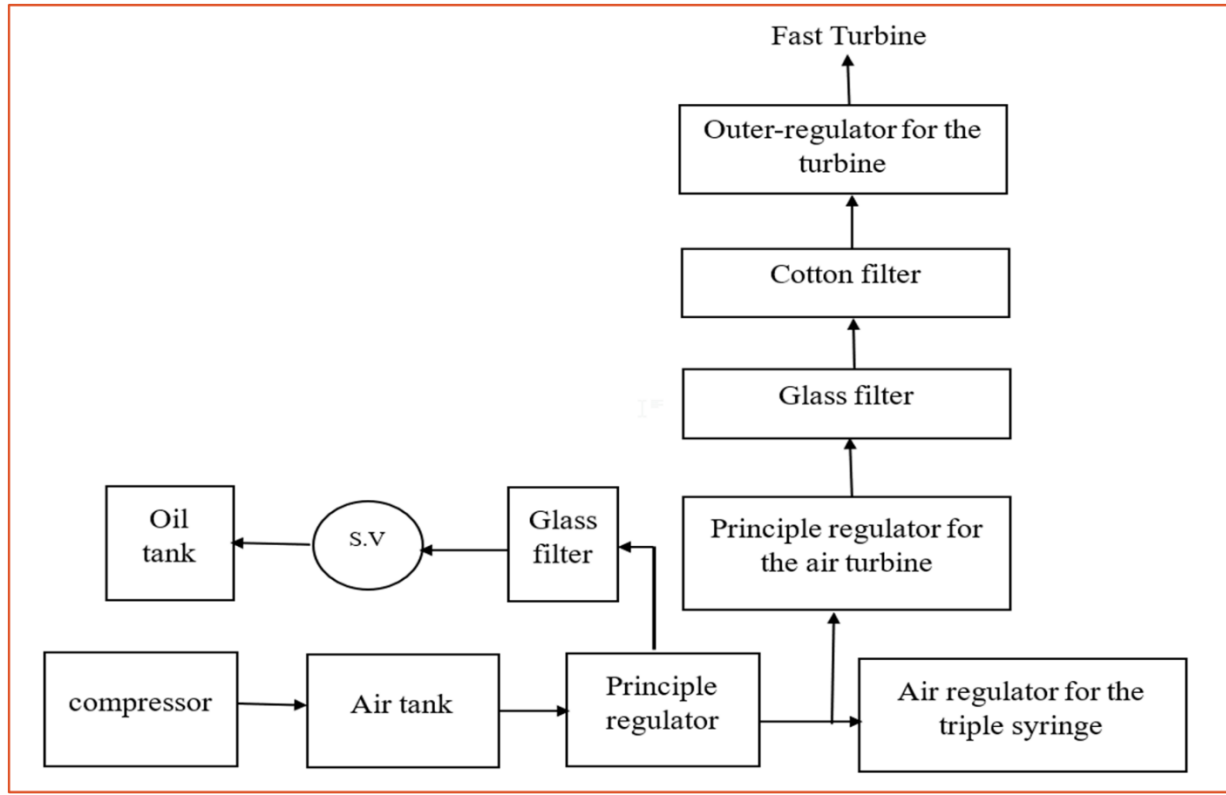 Fast Turbine
Outer-regulator for the
turbine
Cotton filter
Glass filter
Principle regulator for
the air turbine
Oil
tank
S.V
Glass
filter
compressor
Air tank
Principle
regulator
Air regulator for the
triple syringe